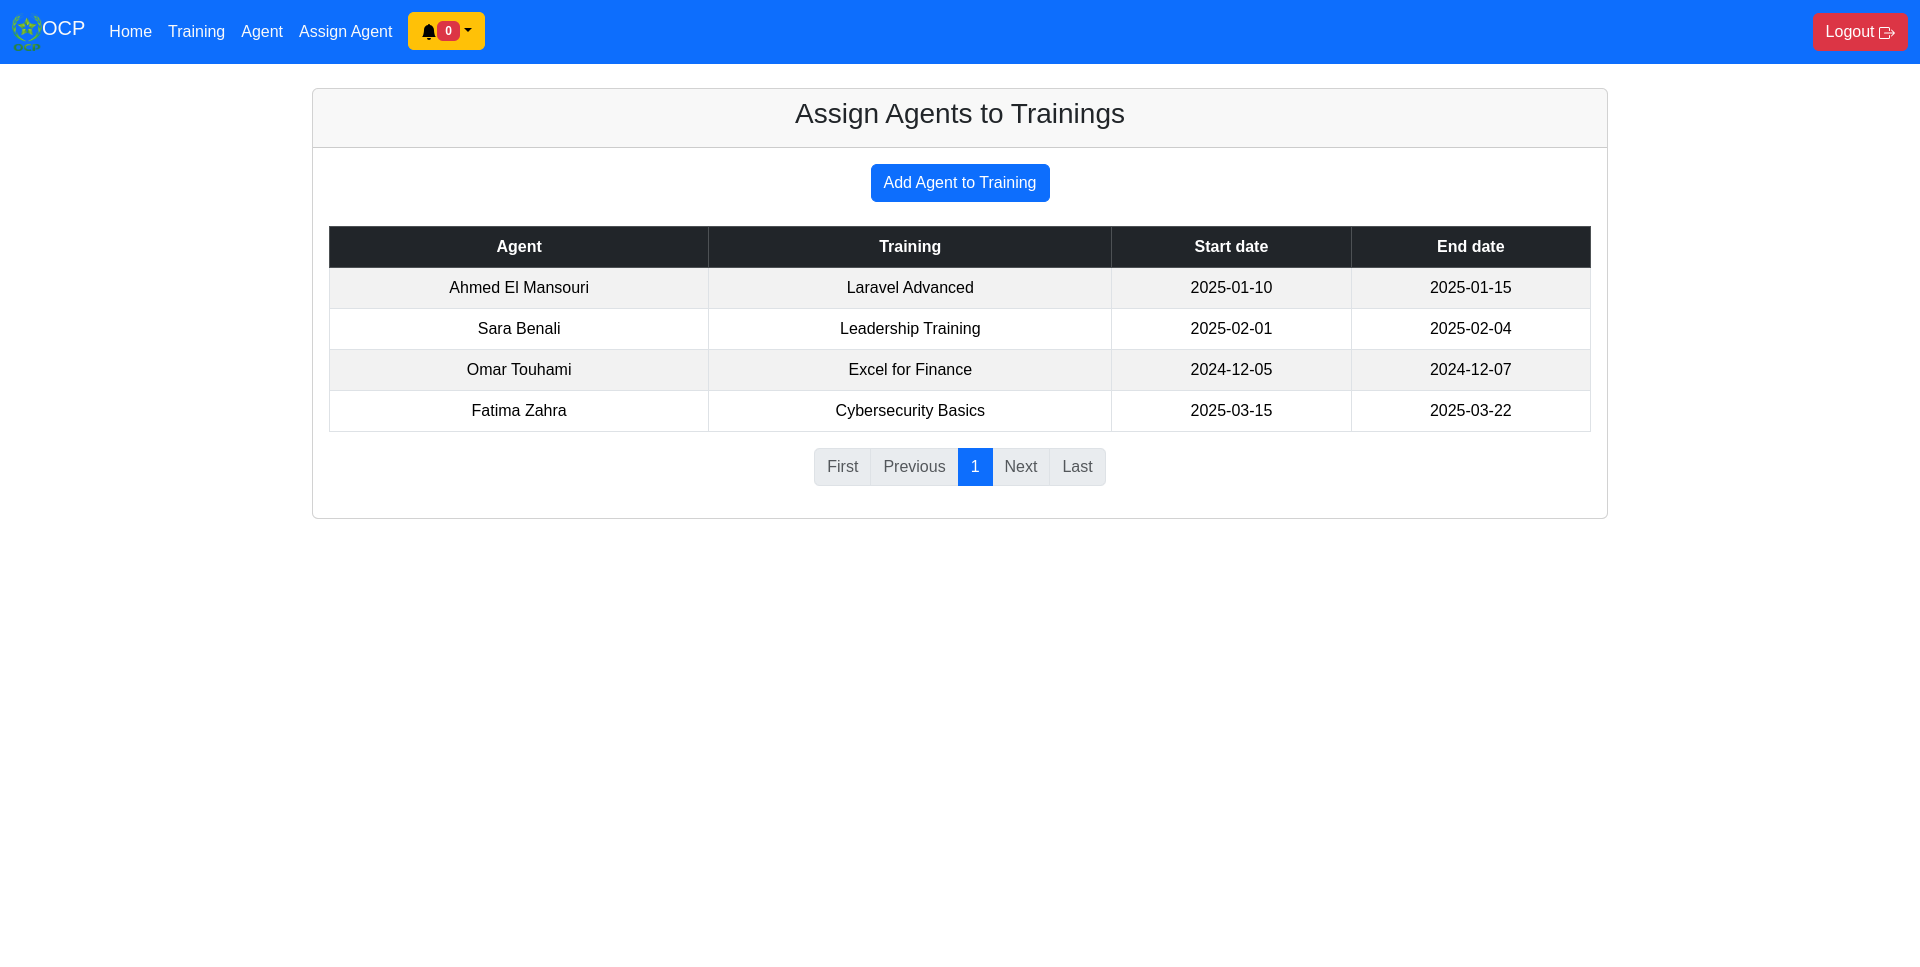 OCP Home Training Agent Assign Agent 0 Logout
OCP
Assign Agents to Trainings
Add Agent to Training
Agent Training Start date End date
Ahmed El Mansouri Laravel Advanced 2025-01-10 2025-01-15
Sara Benali Leadership Training 2025-02-01 2025-02-04
Omar Touhami Excel for Finance 2024-12-05 2024-12-07
Fatima Zahra Cybersecurity Basics 2025-03-15 2025-03-22
First Previous 1 Next Last